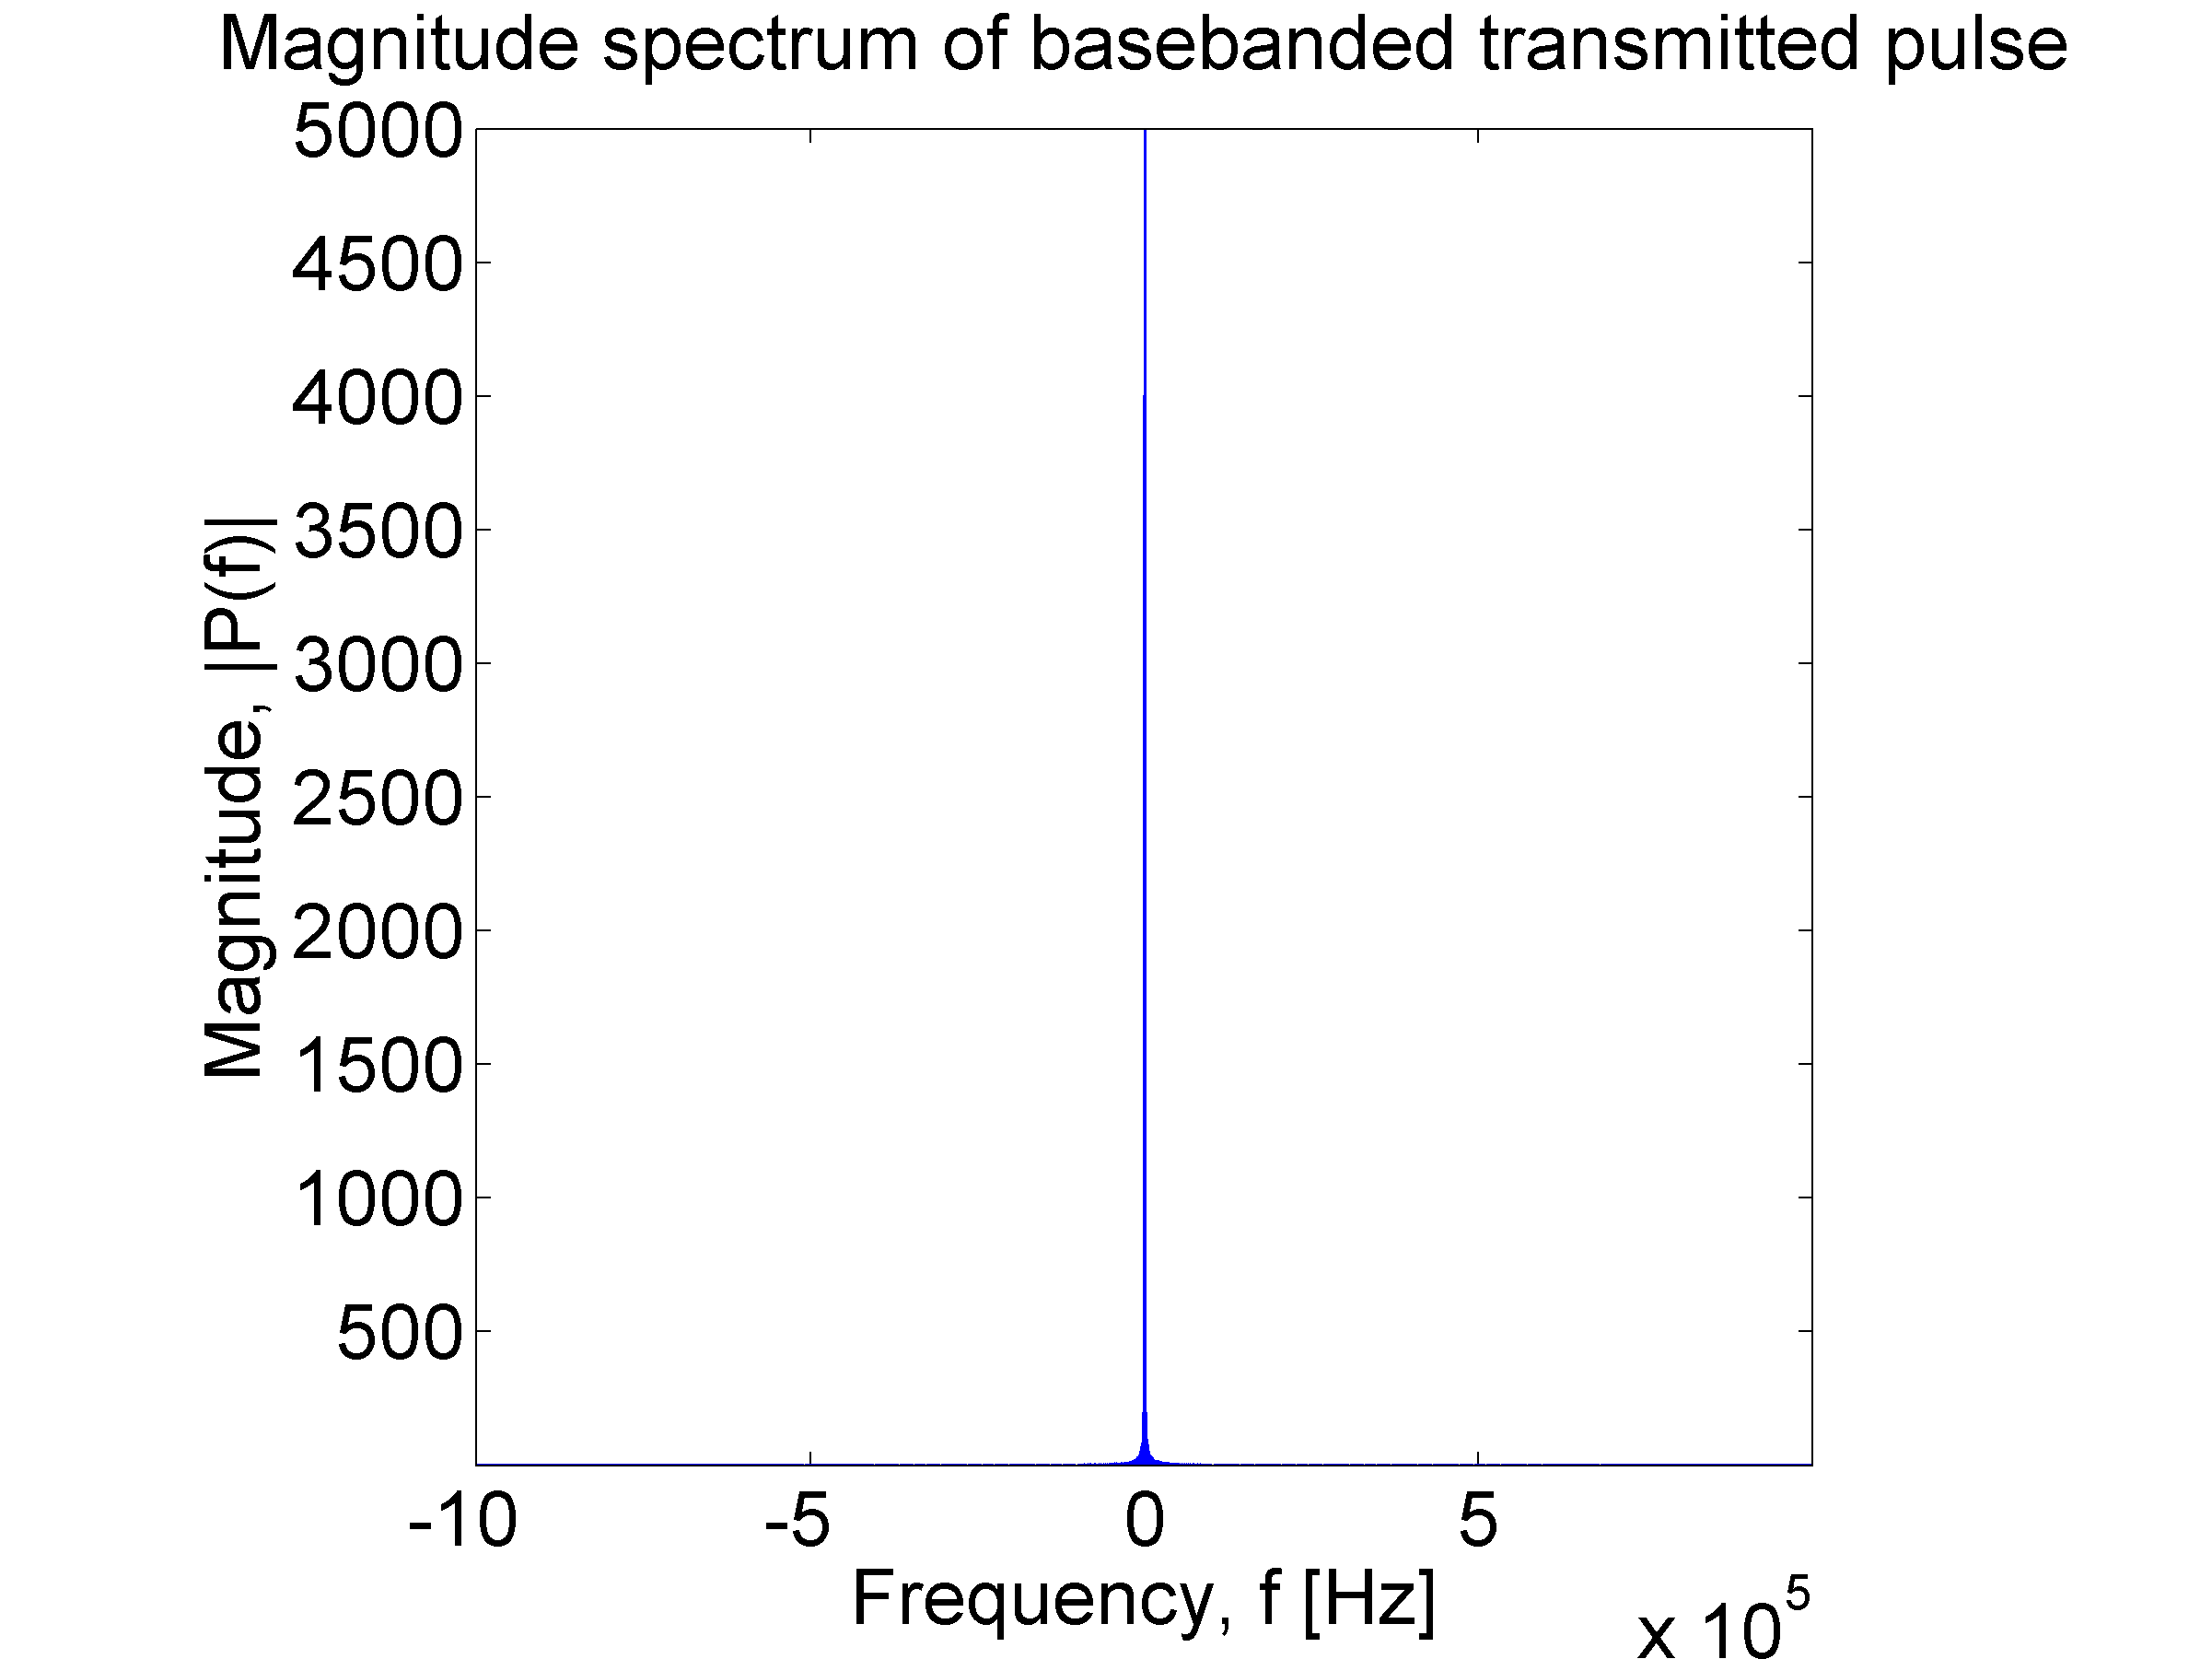 Magnitude spectrum of basebanded transmitted pulse
5000
4500
4000
3500
3000
2500
2000
1500
1000
500
Magnitude, |P(f)|
-10 -5 0 5
Frequency, f [Hz]
x 10^5